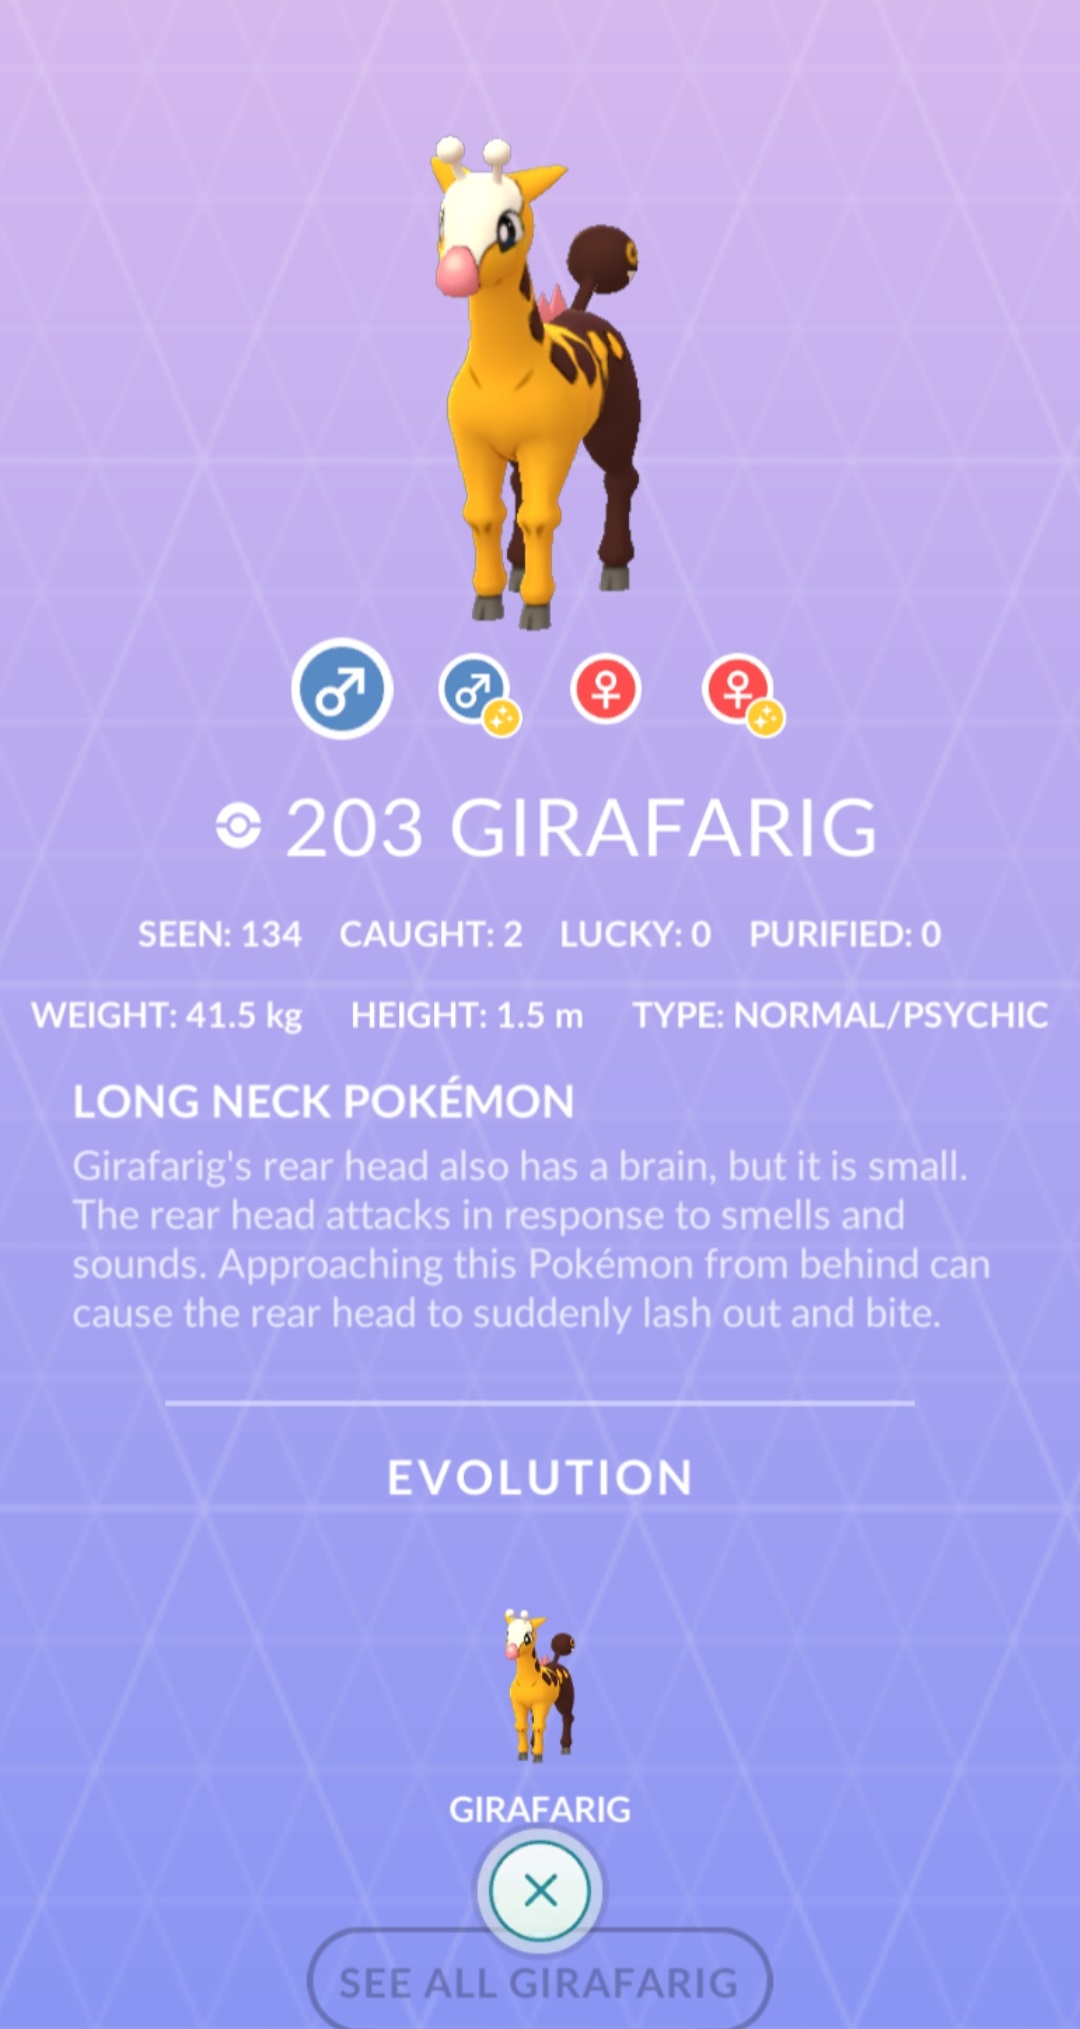 203 GIRAFARIG
SEEN: 134 CAUGHT: 2 LUCKY: 0 PURIFIED: 0
WEIGHT: 41.5 kg HEIGHT: 1.5 m TYPE: NORMAL/PSYCHIC
LONG NECK POKÉMON
Girafarig's rear head also has a brain, but it is small.
The rear head attacks in response to smells and
sounds. Approaching this Pokémon from behind can
cause the rear head to suddenly lash out and bite.
EVOLUTION
GIRAFARIG
SEE ALL GIRAFARIG